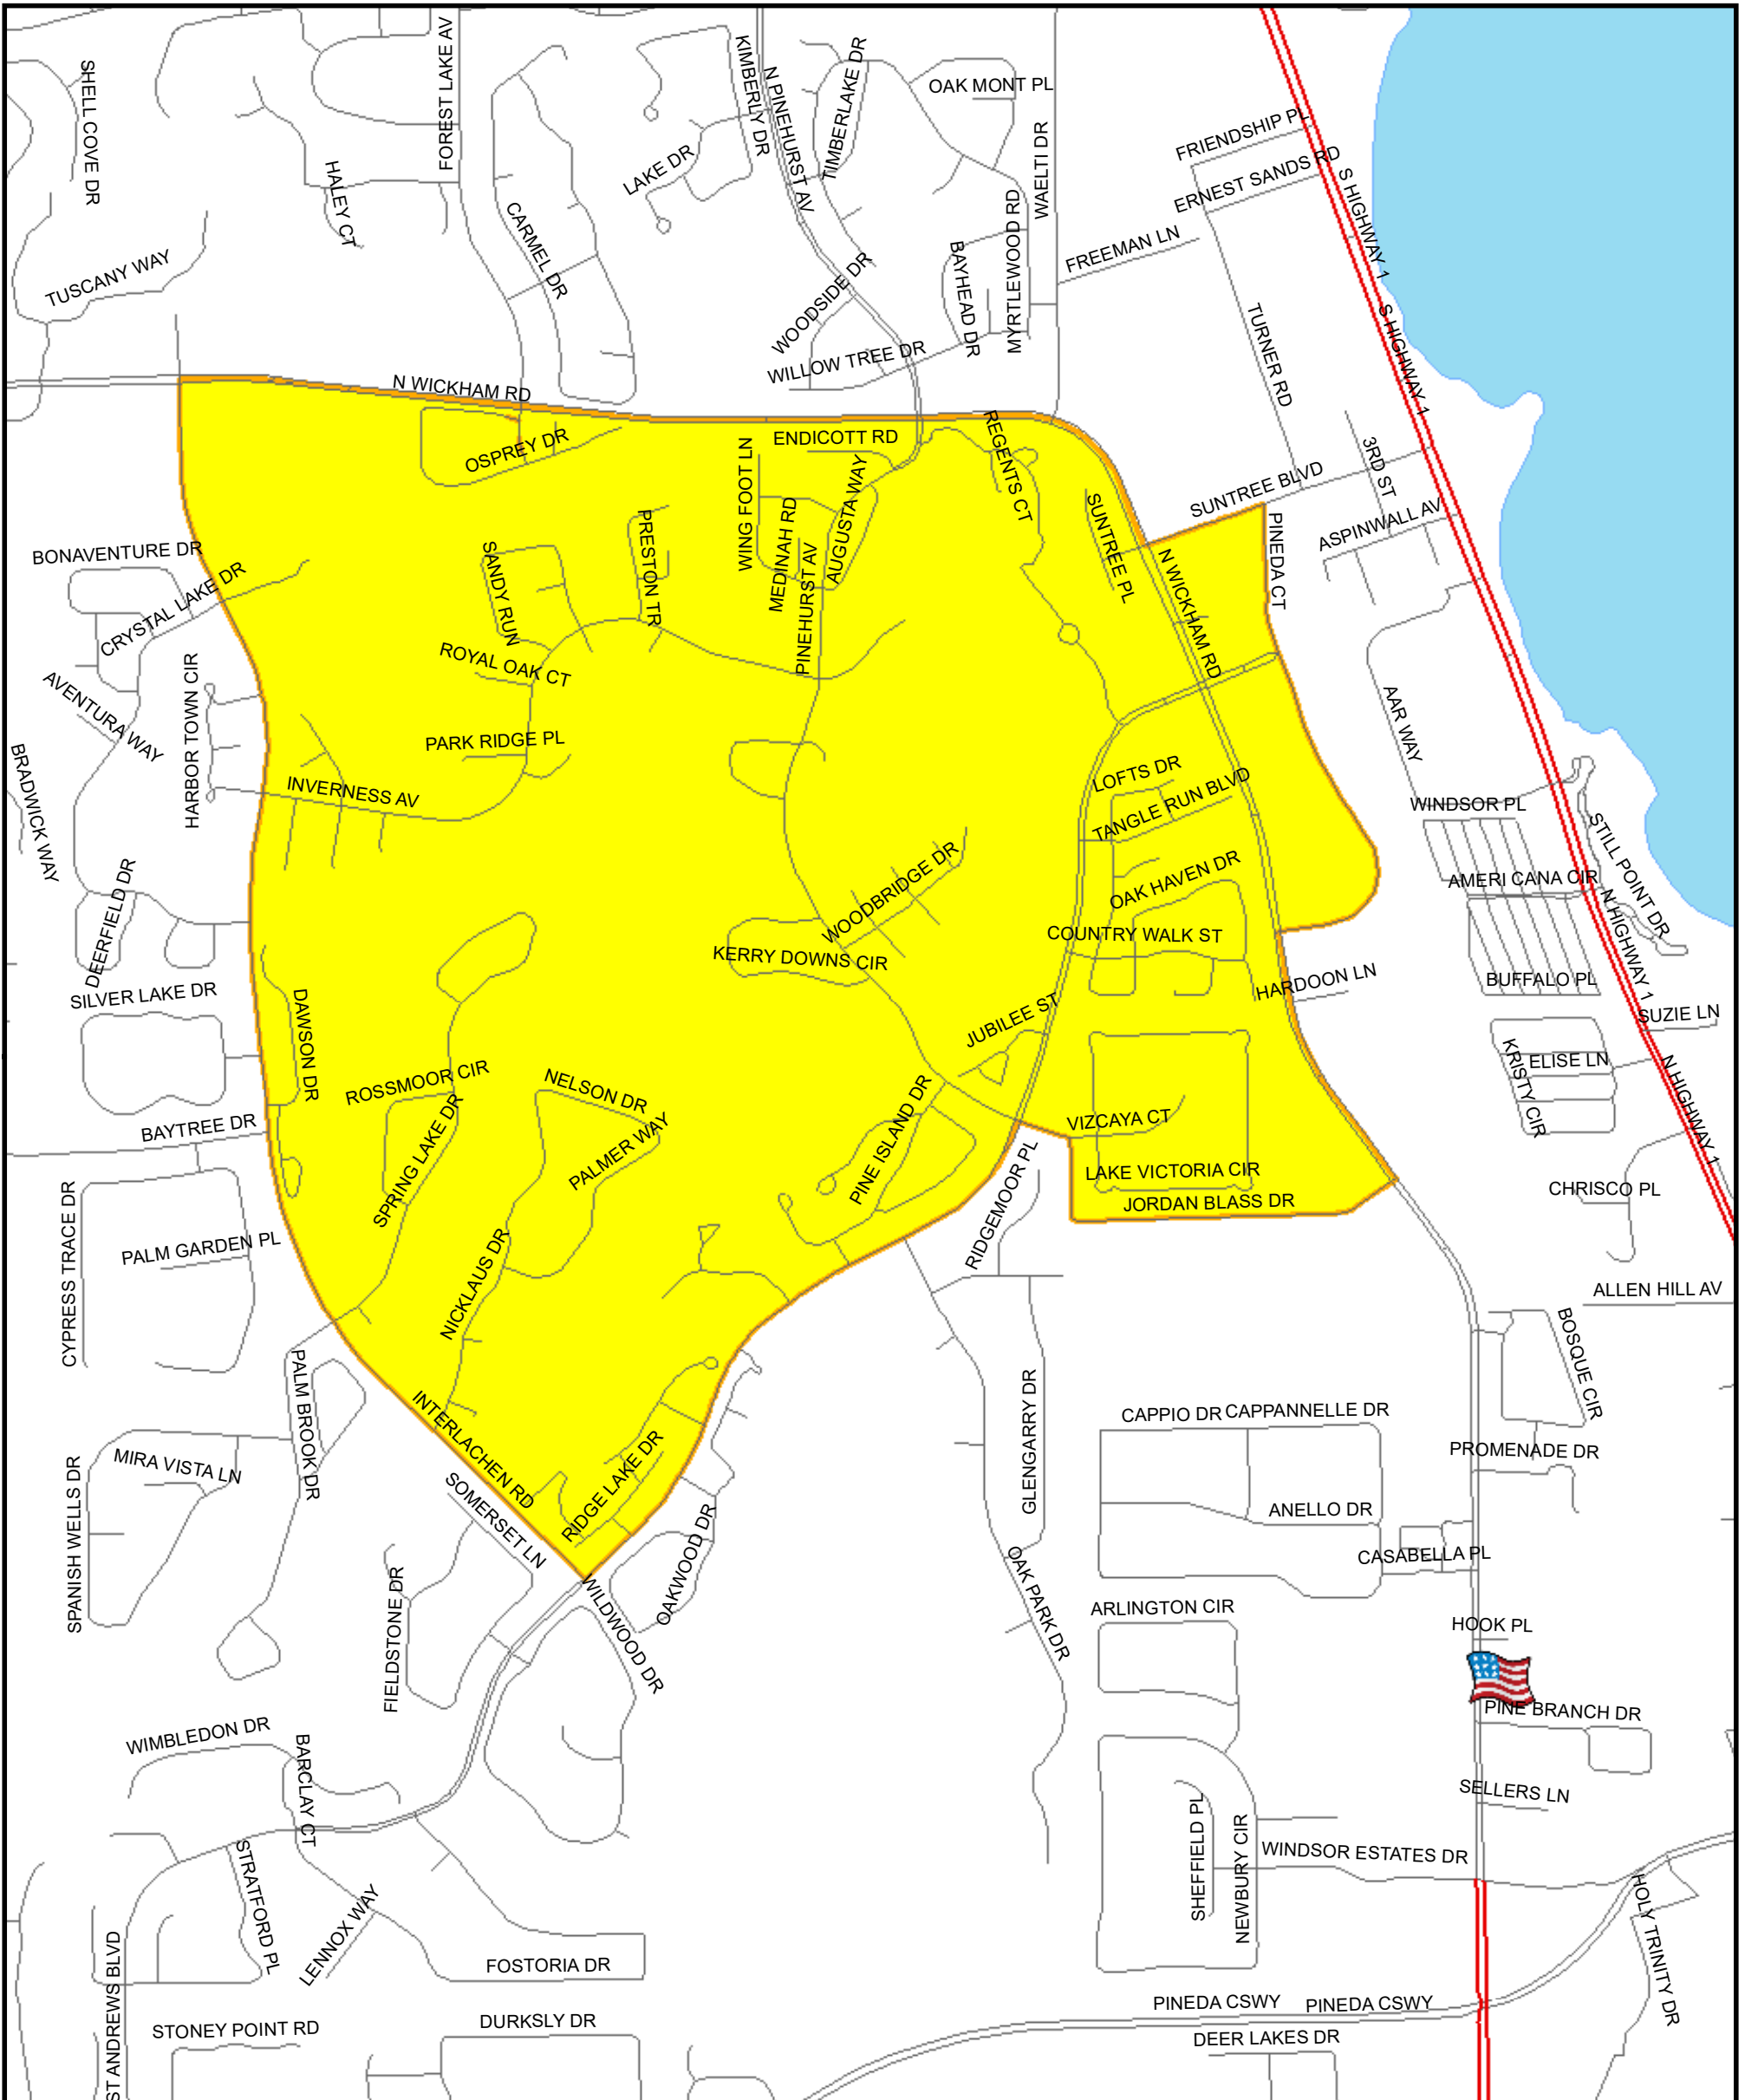 SHELL COVE DR
FOREST LAKE AV
KIMBERLY DR
N PINEHURST AV
TIMBERLAKE DR
OAK MONT PL
FRIENDSHIP PL
HALEY CT
LAKE DR
WAELTI DR
ERNEST SANDS RD
S HIGHWAY 1
CARMEL DR
MYRTLEWOOD RD
FREEMAN LN
TUSCANY WAY
WOODSIDE DR
BAYHEAD DR
TURNER RD
S HIGHWAY 1
WILLOW TREE DR
N WICKHAM RD
OSPREY DR
ENDICOTT RD
REGENTS CT
3RD ST
WING FOOT LN
AUGUSTA WAY
SUNTREE BLVD
BONAVENTURE DR
SANDY RUN
PRESTON TR
MEDINAH RD
PINEHURST AV
SUNTREE PL
N WICKHAM RD
PINEDA CT
ASPINWALL AV
CRYSTAL LAKE DR
ROYAL OAK CT
AVENTURA WAY
HARBOR TOWN CIR
AAR WAY
PARK RIDGE PL
BRADWICK WAY
INVERNESS AV
LOFTS DR
TANGLE RUN BLVD
WINDSOR PL
STILL POINT DR
DEERFIELD DR
WOODBRIDGE DR
OAK HAVEN DR
AMERI CANA CIR
N HIGHWAY 1
KERRY DOWNS CIR
COUNTRY WALK ST
SILVER LAKE DR
DAWSON DR
HARDOON LN
BUFFALO PL
JUBILEE ST
SUZIE LN
ROSSMOOR CIR
NELSON DR
KRISTY CIR
ELISE LN
N HIGHWAY 1
BAYTREE DR
SPRING LAKE DR
PALMER WAY
PINE ISLAND DR
VIZCAYA CT
LAKE VICTORIA CIR
JORDAN BLASS DR
RIDGEMOOR PL
CHRISCO PL
CYPRESS TRACE DR
PALM GARDEN PL
NICKLAUS DR
ALLEN HILL AV
PALM BROOK DR
BOSQUE CIR
INTERLACHEN RD
GLENGARRY DR
CAPPIO DR
CAPPANNELLE DR
SPANISH WELLS DR
MIRA VISTA LN
SOMERSET LN
RIDGE LAKE DR
PROMENADE DR
ANELLO DR
CASABELLA PL
OAKWOOD DR
OAK PARK DR
FIELDSTONE DR
WILDWOOD DR
ARLINGTON CIR
HOOK PL
PINE BRANCH DR
WIMBLEDON DR
BARCLAY CT
SELLERS LN
SHEFFIELD PL
NEWBURY CIR
WINDSOR ESTATES DR
STRATFORD PL
LENNOX WAY
HOLY TRINITY DR
FOSTORIA DR
ST ANDREWS BLVD
PINEDA CSWY
PINEDA CSWY
STONEY POINT RD
DURKSLY DR
DEER LAKES DR